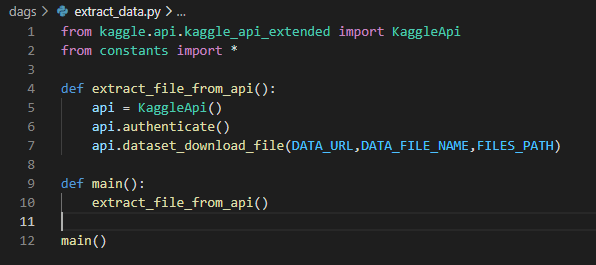 dags > extract_data.py > ...
1 from kaggle.api.kaggle_api_extended import KaggleApi
2 from constants import *
3
4 def extract_file_from_api():
5     api = KaggleApi()
6     api.authenticate()
7     api.dataset_download_file(DATA_URL,DATA_FILE_NAME,FILES_PATH)
8
9 def main():
10     extract_file_from_api()
11
12 main()